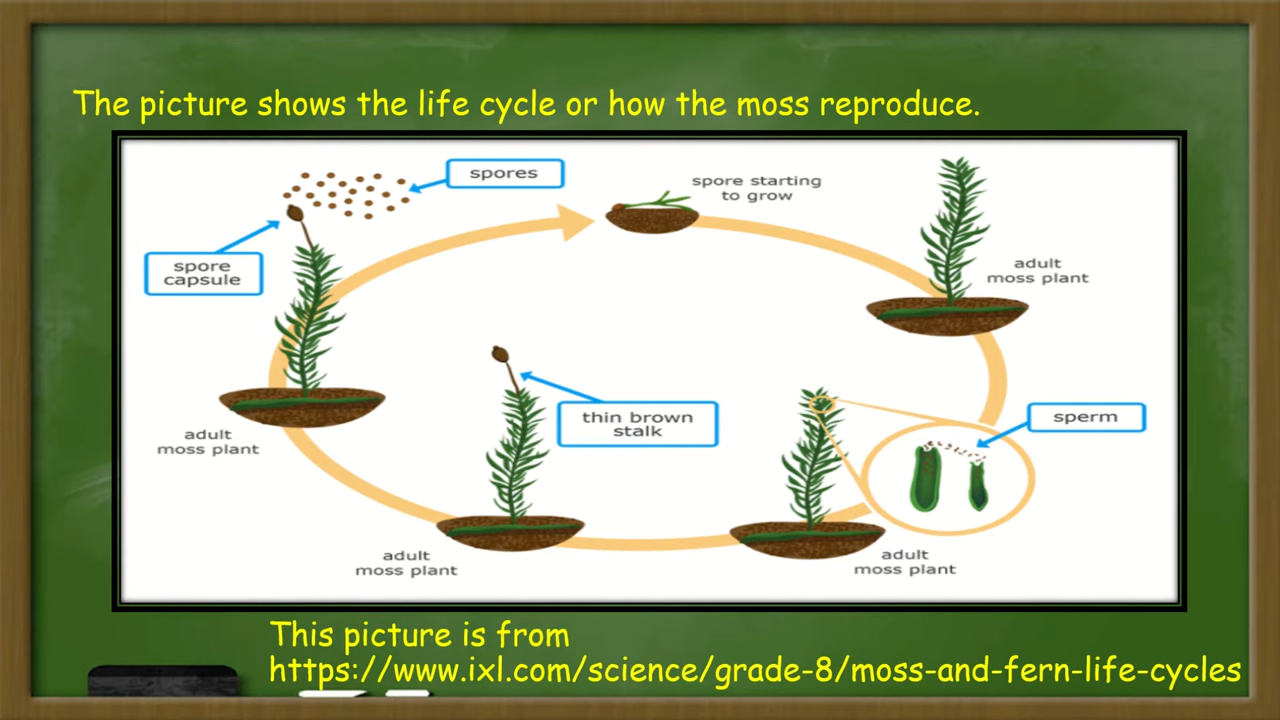 The picture shows the life cycle or how the moss reproduce.
spores
spore starting
to grow
spore
capsule
adult
moss plant
thin brown
stalk
sperm
adult
moss plant
adult
moss plant
adult
moss plant
This picture is from
https://www.ixl.com/science/grade-8/moss-and-fern-life-cycles